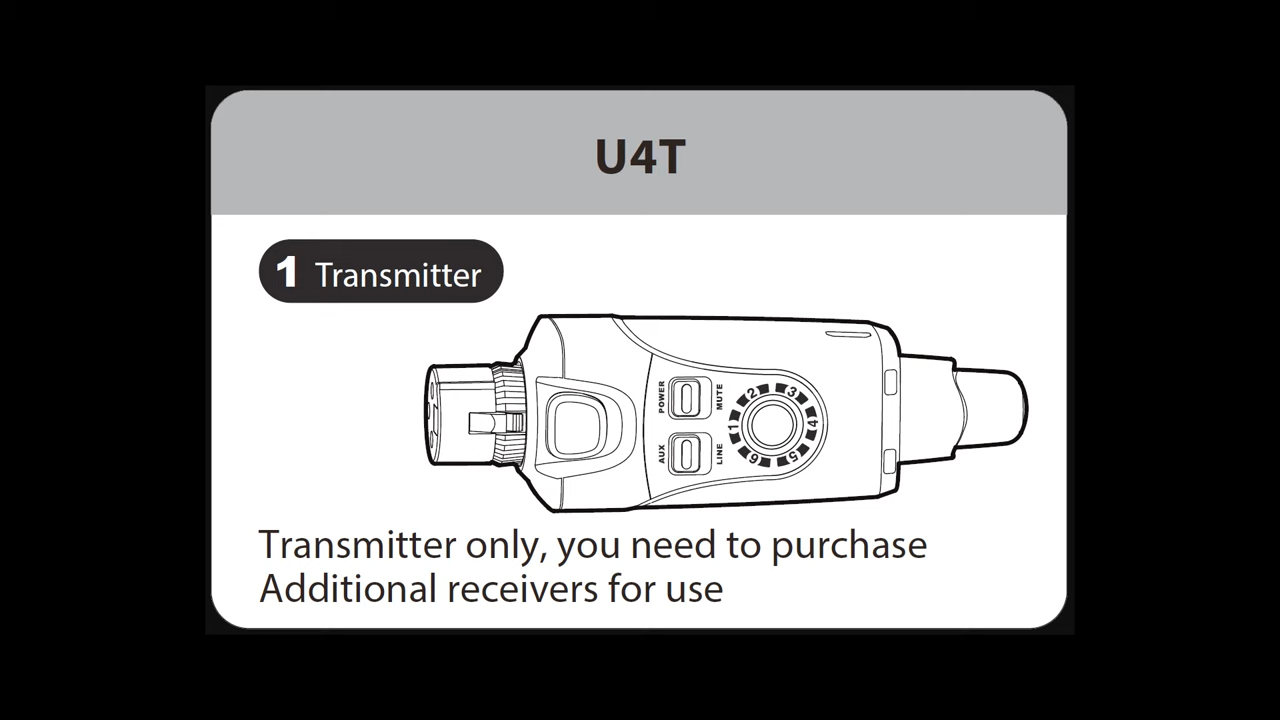 U4T
1 Transmitter
POWER
MUTE
AUX
LINE
1
2
3
4
5
6
Transmitter only, you need to purchase
Additional receivers for use